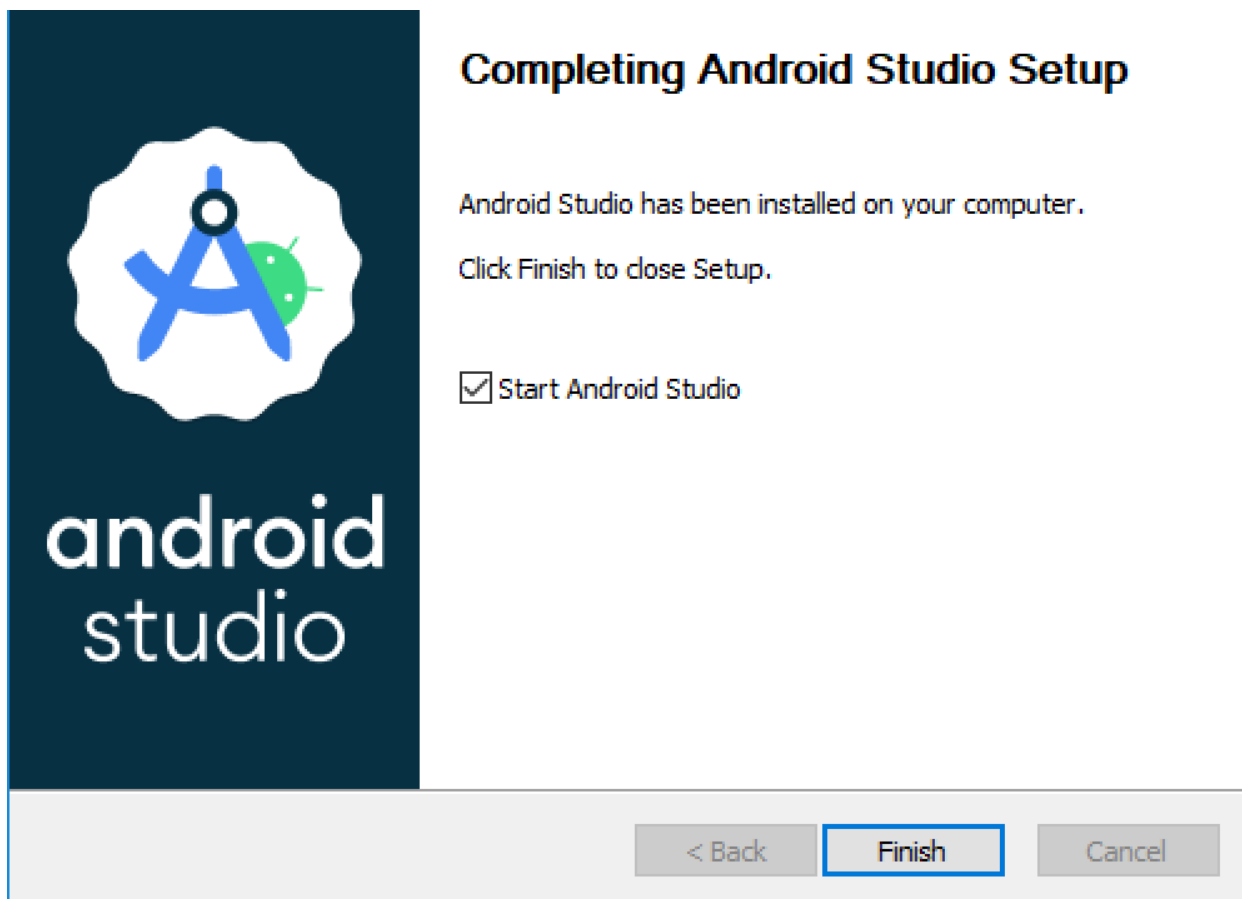 Completing Android Studio Setup
Android Studio has been installed on your computer.
Click Finish to close Setup.
Start Android Studio
android
studio
< Back
Finish
Cancel